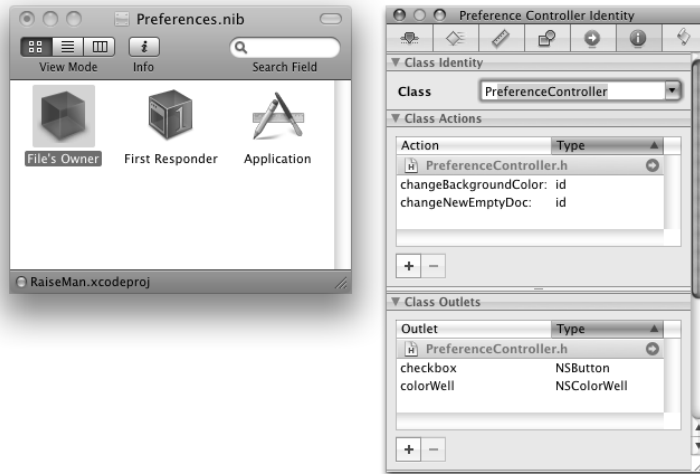 Preferences.nib
View Mode
Info
Search Field
File's Owner
First Responder
Application
RaiseMan.xcodeproj
Preference Controller Identity
Class Identity
Class
PreferenceController
Class Actions
Action Type
PreferenceController.h
changeBackgroundColor: id
changeNewEmptyDoc: id
Class Outlets
Outlet Type
PreferenceController.h
checkbox NSButton
colorWell NSColorWell